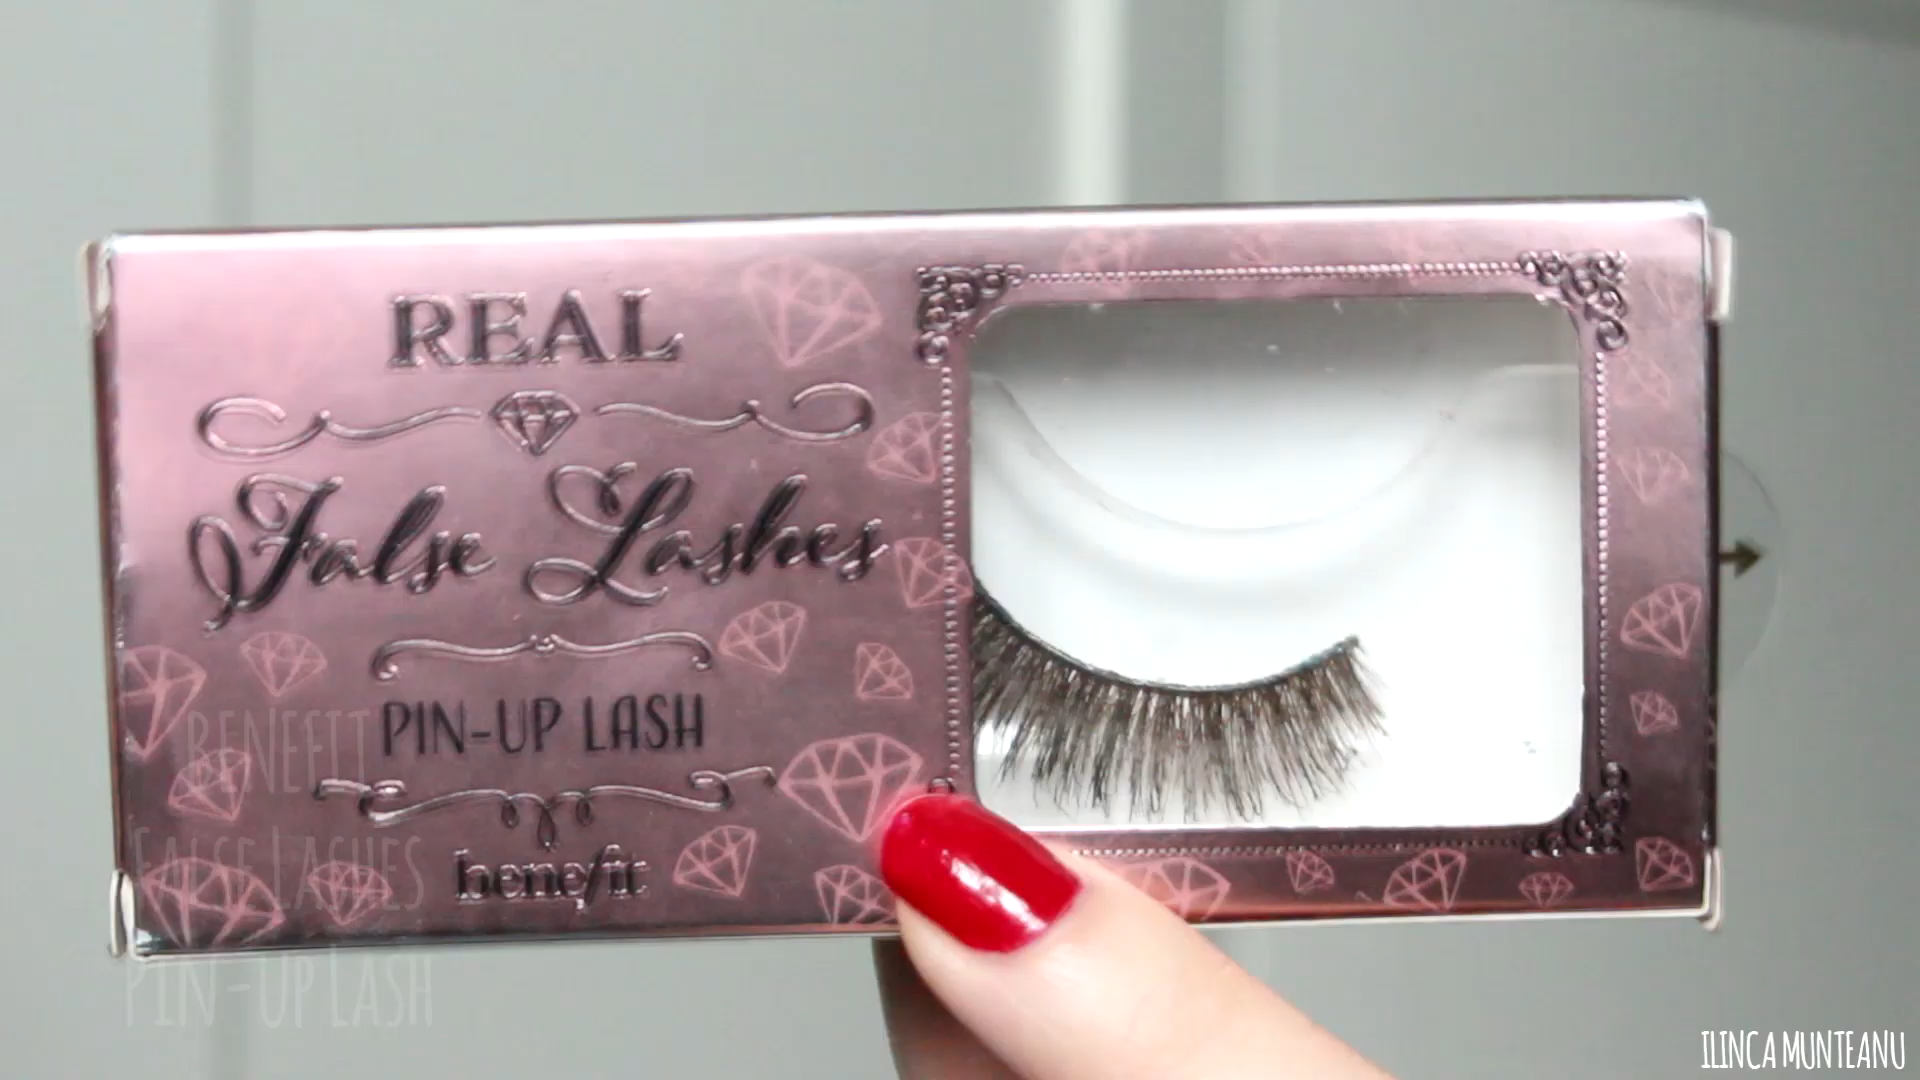 REAL
False Lashes
PIN-UP LASH
benefit
BENEFIT
FALSE LASHES
PIN-UP LASH
ILINCA MUNTEANU